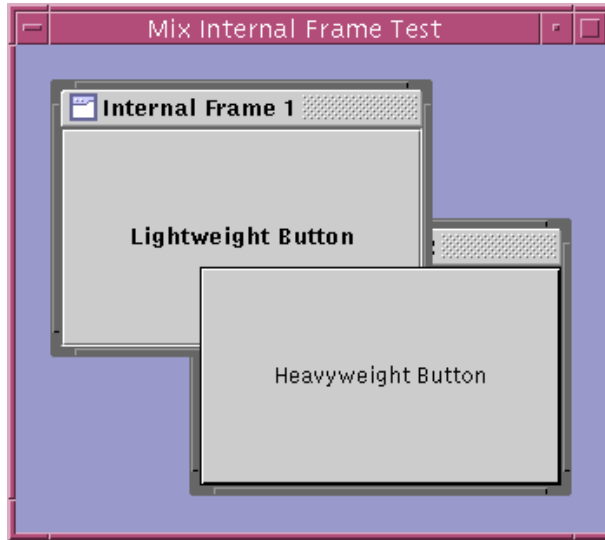 Mix Internal Frame Test
Internal Frame 1
Lightweight Button
Heavyweight Button